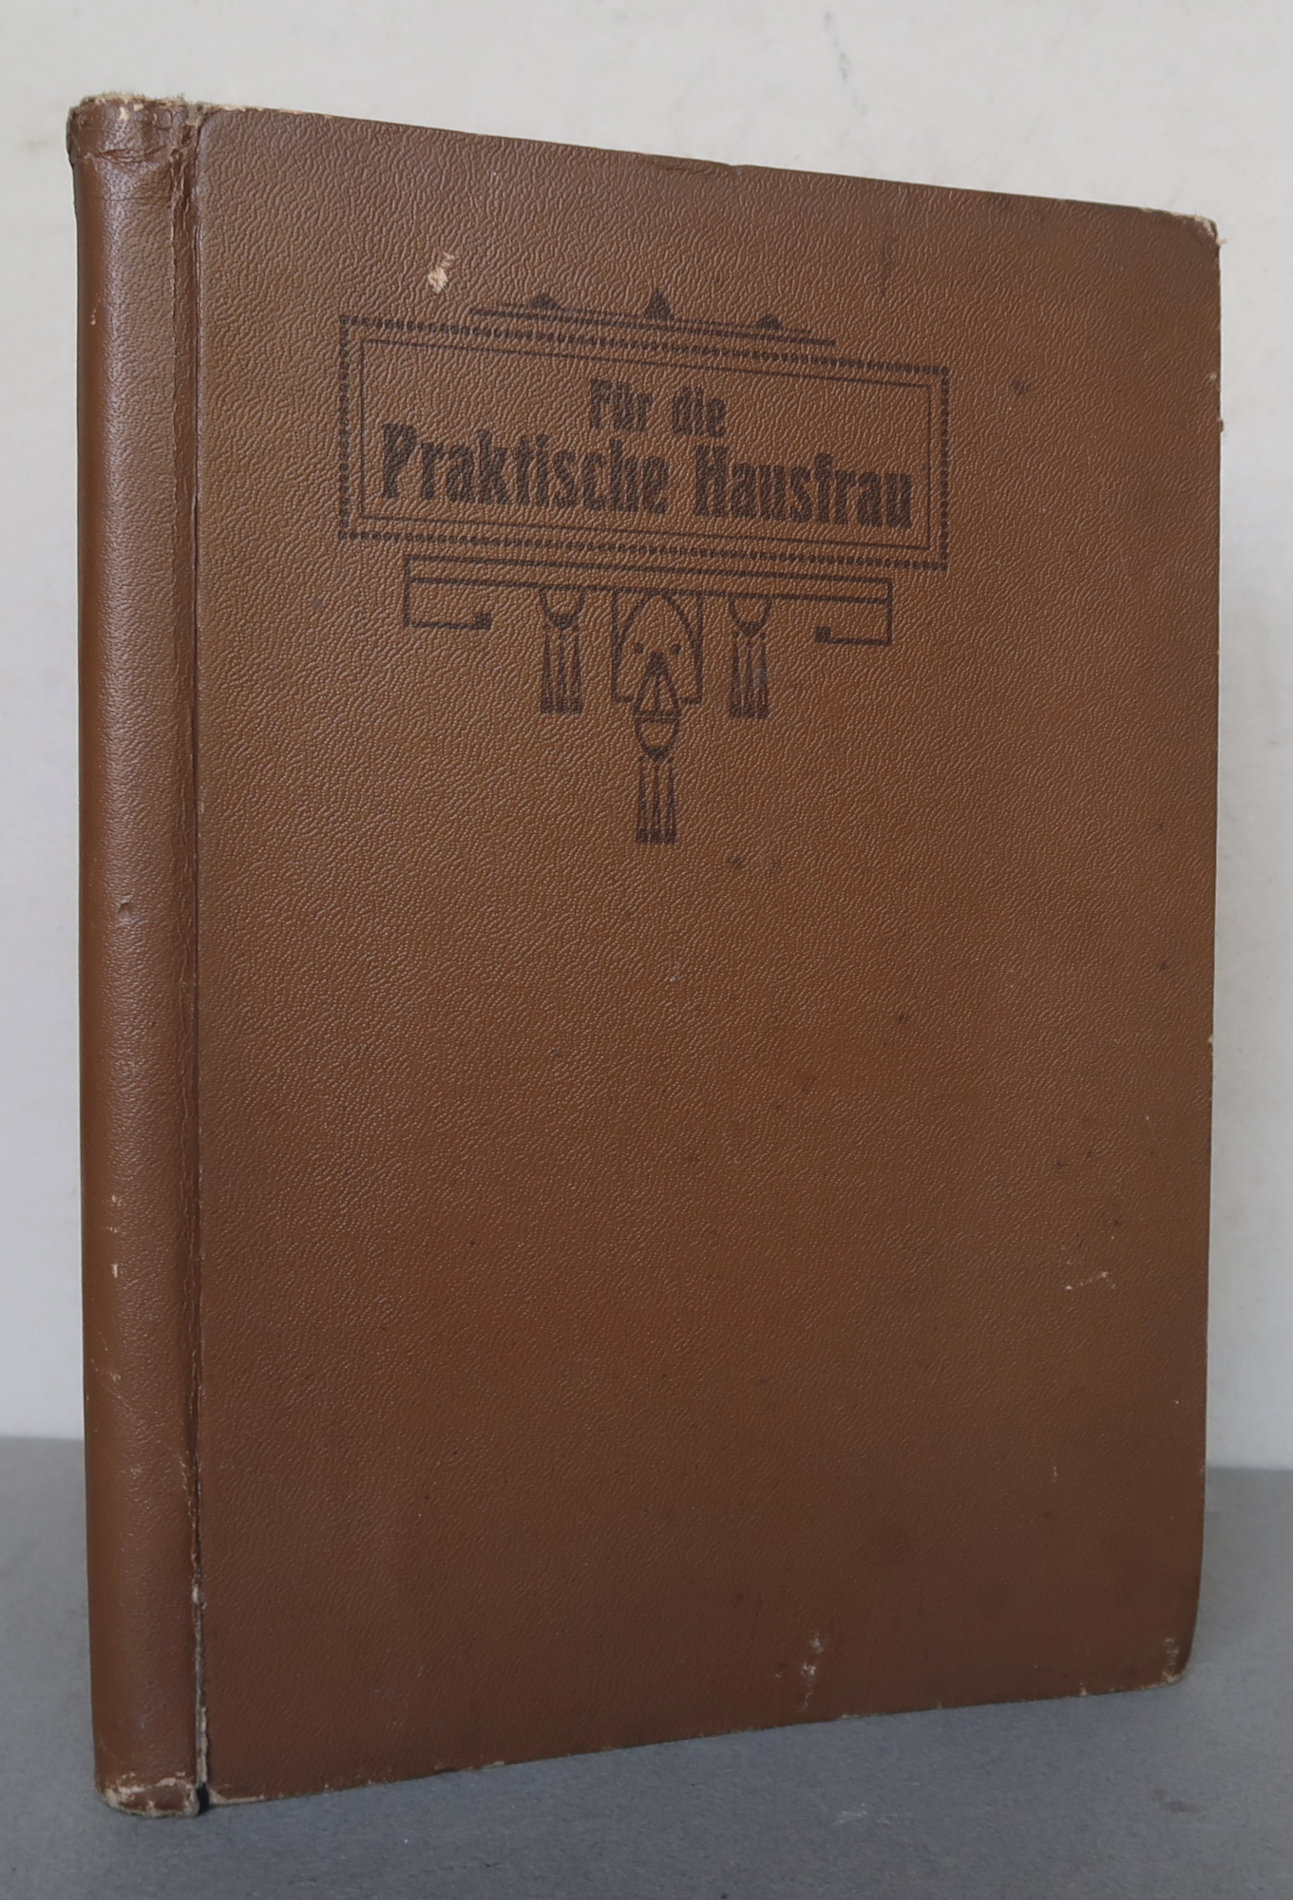 Für die
Praktische Hausfrau